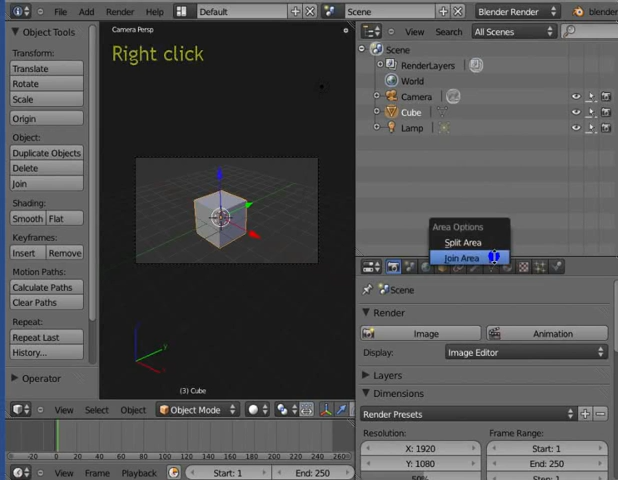 File Add Render Help Default Scene Blender Render
Object Tools
Transform:
Translate
Rotate
Scale
Origin
Object:
Duplicate Objects
Delete
Join
Shading:
Smooth Flat
Keyframes:
Insert Remove
Motion Paths:
Calculate Paths
Clear Paths
Repeat:
Repeat Last
History...
Operator
Camera Persp
Right click
(3) Cube
View Select Object Object Mode
-20 0 20 40 60 80 100 120 140 160 180 200 220 240 260
View Frame Playback Start: 1 End: 250
View Search All Scenes
Scene
RenderLayers
World
Camera
Cube
Lamp
Area Options
Split Area
Join Area
Scene
Render
Image Animation
Display: Image Editor
Layers
Dimensions
Render Presets
Resolution: Frame Range:
X: 1920 Start: 1
Y: 1080 End: 250
50% Step: 1